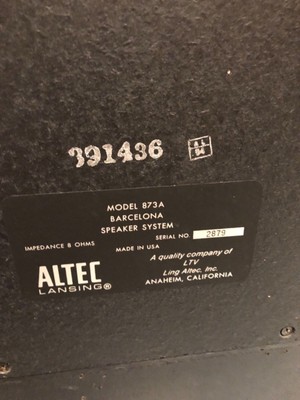 391436
MODEL 873A
BARCELONA
SPEAKER SYSTEM
SERIAL NO. 2879
IMPEDANCE 8 OHMS
MADE IN USA
ALTEC
LANSING®
A quality company of
LTV
Ling Altec, Inc.
ANAHEIM, CALIFORNIA